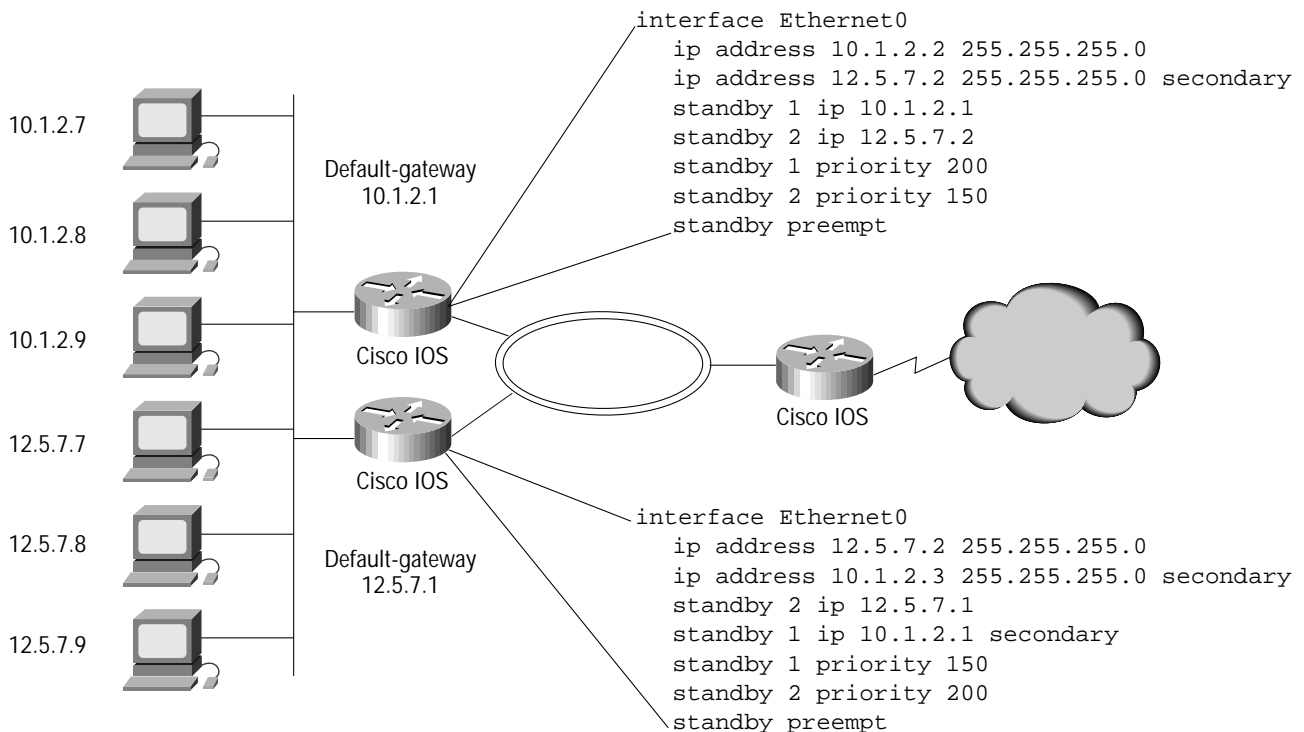 interface Ethernet0
ip address 10.1.2.2 255.255.255.0
ip address 12.5.7.2 255.255.255.0 secondary
standby 1 ip 10.1.2.1
standby 2 ip 12.5.7.2
standby 1 priority 200
standby 2 priority 150
standby preempt
10.1.2.7
10.1.2.8
10.1.2.9
12.5.7.7
12.5.7.8
12.5.7.9
Default-gateway
10.1.2.1
Cisco IOS
Cisco IOS
Default-gateway
12.5.7.1
Cisco IOS
interface Ethernet0
ip address 12.5.7.2 255.255.255.0
ip address 10.1.2.3 255.255.255.0 secondary
standby 2 ip 12.5.7.1
standby 1 ip 10.1.2.1 secondary
standby 1 priority 150
standby 2 priority 200
standby preempt